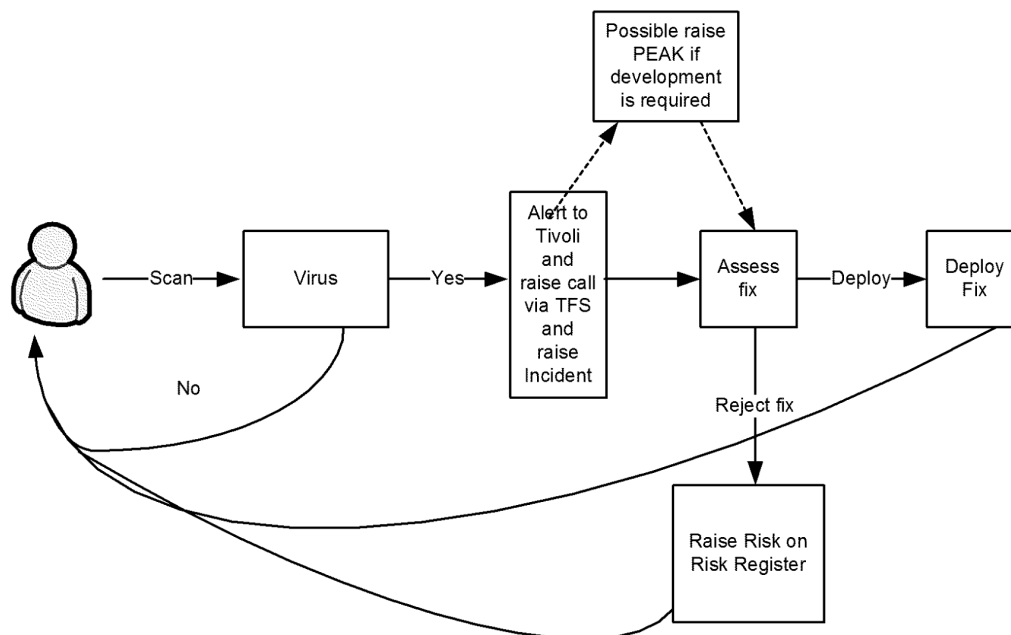 Possible raise
PEAK if
development
is required
Scan
Virus
Yes
Alert to
Tivoli
and
raise call
via TFS
and
raise
Incident
Assess
fix
Deploy
Deploy
Fix
No
Reject fix
Raise Risk on
Risk Register